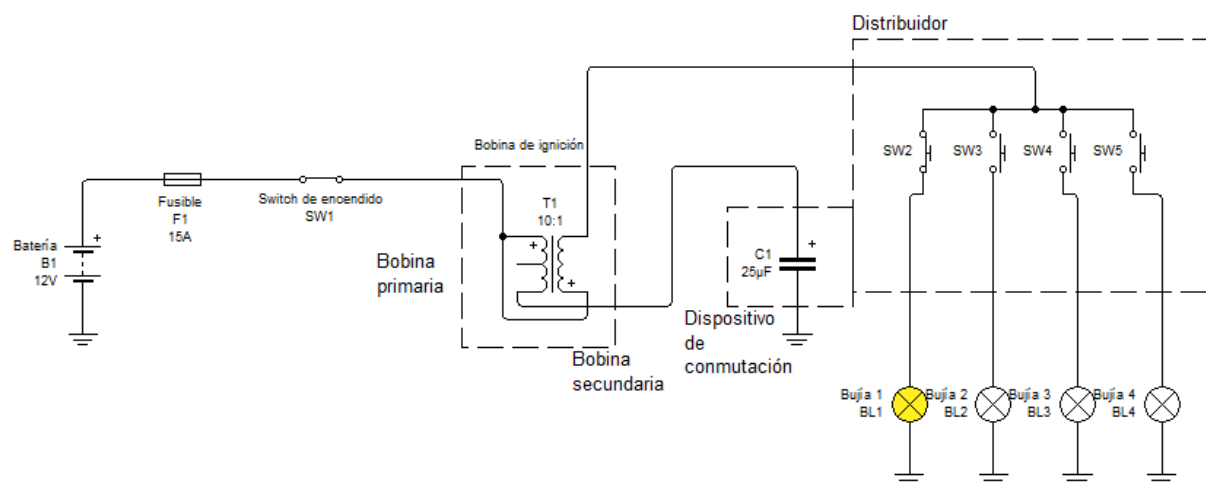 Distribuidor
Bobina de ignición
SW2
SW3
SW4
SW5
Fusible
F1
15A
Switch de encendido
SW1
T1
10:1
+
+
+
Batería
B1
12V
Bobina
primaria
C1
25µF
+
Dispositivo
de
conmutación
Bobina
secundaria
Bujía 1
BL1
Bujía 2
BL2
Bujía 3
BL3
Bujía 4
BL4